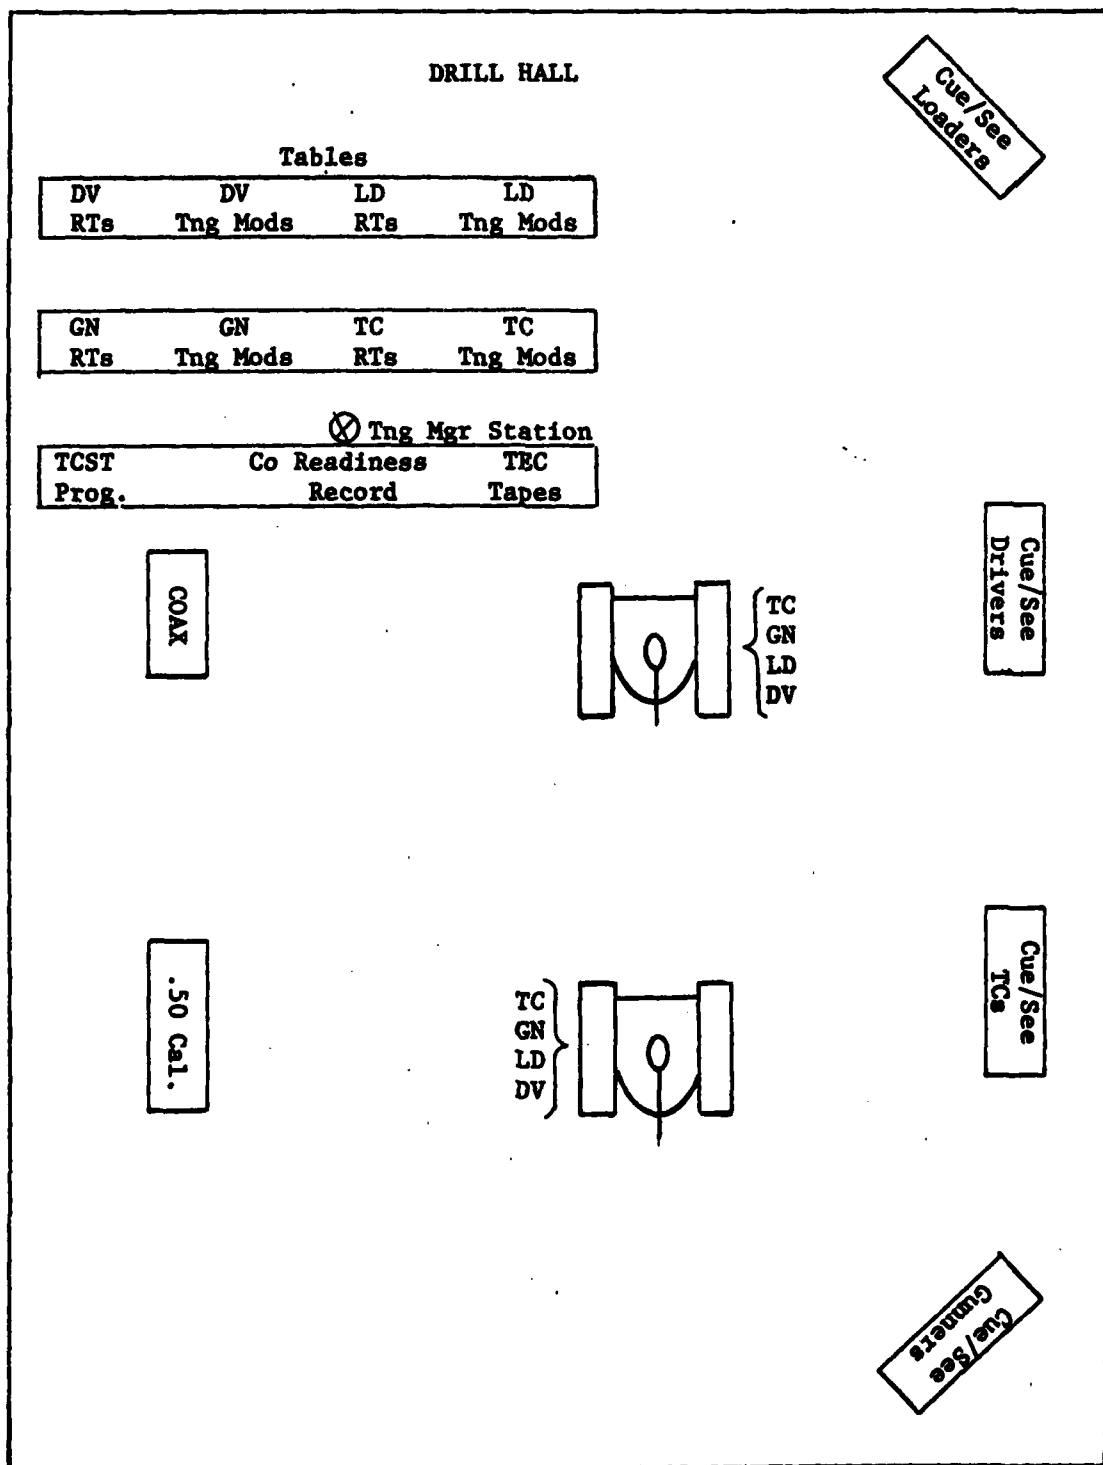 DRILL HALL
Cue/See
Loaders
Tables
DV DV LD LD
RTs Tng Mods RTs Tng Mods
GN GN TC TC
RTs Tng Mods RTs Tng Mods
Tng Mgr Station
TCST Co Readiness TEC
Prog. Record Tapes
COAX
TC
GN
LD
DV
Cue/See
Drivers
.50 Cal.
TC
GN
LD
DV
Cue/See
TCs
Cue/See
Gunners